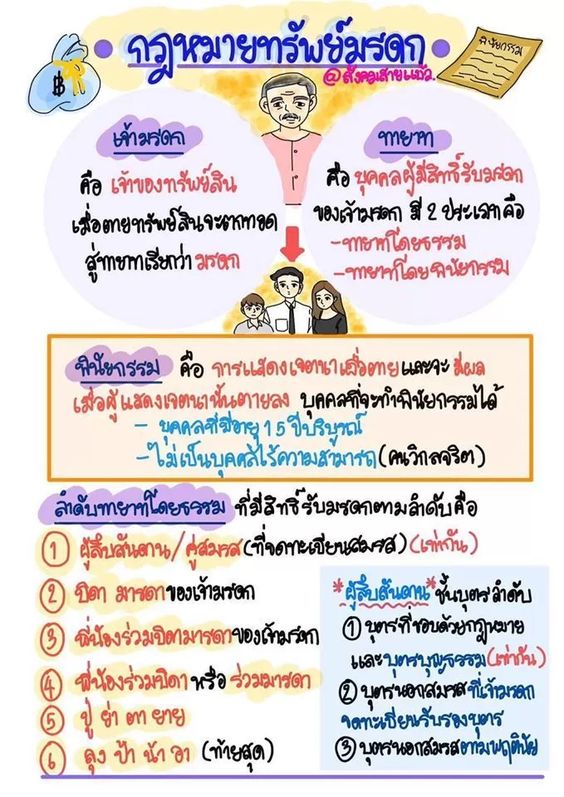 กฎหมายทรัพย์มรดก
พินัยกรรม
@สังคมสายแถ้ว.
เจ้ามรดก
คือ เจ้าของทรัพย์สิน
เมื่อตายทรัพย์สินจะตกทอด
สู่ทายาทเรียกว่า มรดก
ทายาท
คือ บุคคลผู้มีสิทธิ์รับมรดก
ของเจ้ามรดก มี 2 ประเภทคือ
-ทายาทโดยธรรม
-ทายาทโดยพินัยกรรม
พินัยกรรม คือ การแสดงเจตนาเผื่อตายและจะ มีผล
เมื่อผู้แสดงเจตนานั้นตายลง บุคคลที่จะทำพินัยกรรมได้
- บุคคลที่มีอายุ 15 ปีบริบูรณ์
-ไม่เป็นบุคคลไร้ความสามารถ(คนวิกลจริต)
ลำดับทายาทโดยธรรม ที่มีสิทธิ์รับมรดกตามลำดับคือ
1 ผู้สืบสันดาน/คู่สมรส(ที่จดทะเบียนสมรส)(เท่ากัน)
2 บิดา มารดาของเจ้ามรดก
3 พี่น้องร่วมบิดามารดาของเจ้ามรดก
4 พี่น้องร่วมบิดา หรือ ร่วมมารดา
5 ปู่ ย่า ตา ยาย
6 ลุง ป้า น้า อา (ท้ายสุด)
*ผู้สืบสันดาน* ชั้นบุตรลำดับ
1 บุตรที่ชอบด้วยกฎหมาย
และบุตรบุญธรรม(เท่ากัน)
2 บุตรนอกสมรสที่เจ้ามรดก
จดทะเบียนรับรองบุตร
3 บุตรนอกสมรสตามพฤตินัย